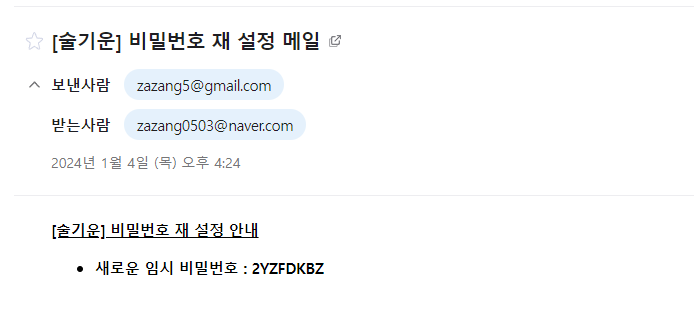 [술기운] 비밀번호 재 설정 메일
보낸사람 zazang5@gmail.com
받는사람 zazang0503@naver.com
2024년 1월 4일 (목) 오후 4:24
[술기운] 비밀번호 재 설정 안내
• 새로운 임시 비밀번호 : 2YZFDKBZ